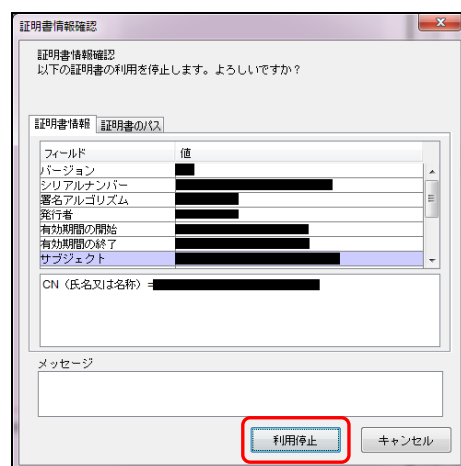 証明書情報確認
証明書情報確認
以下の証明書の利用を停止します。よろしいですか？
証明書情報 証明書のパス
フィールド 値
バージョン
シリアルナンバー
署名アルゴリズム
発行者
有効期間の開始
有効期間の終了
サブジェクト
CN（氏名又は名称）=
メッセージ
利用停止 キャンセル